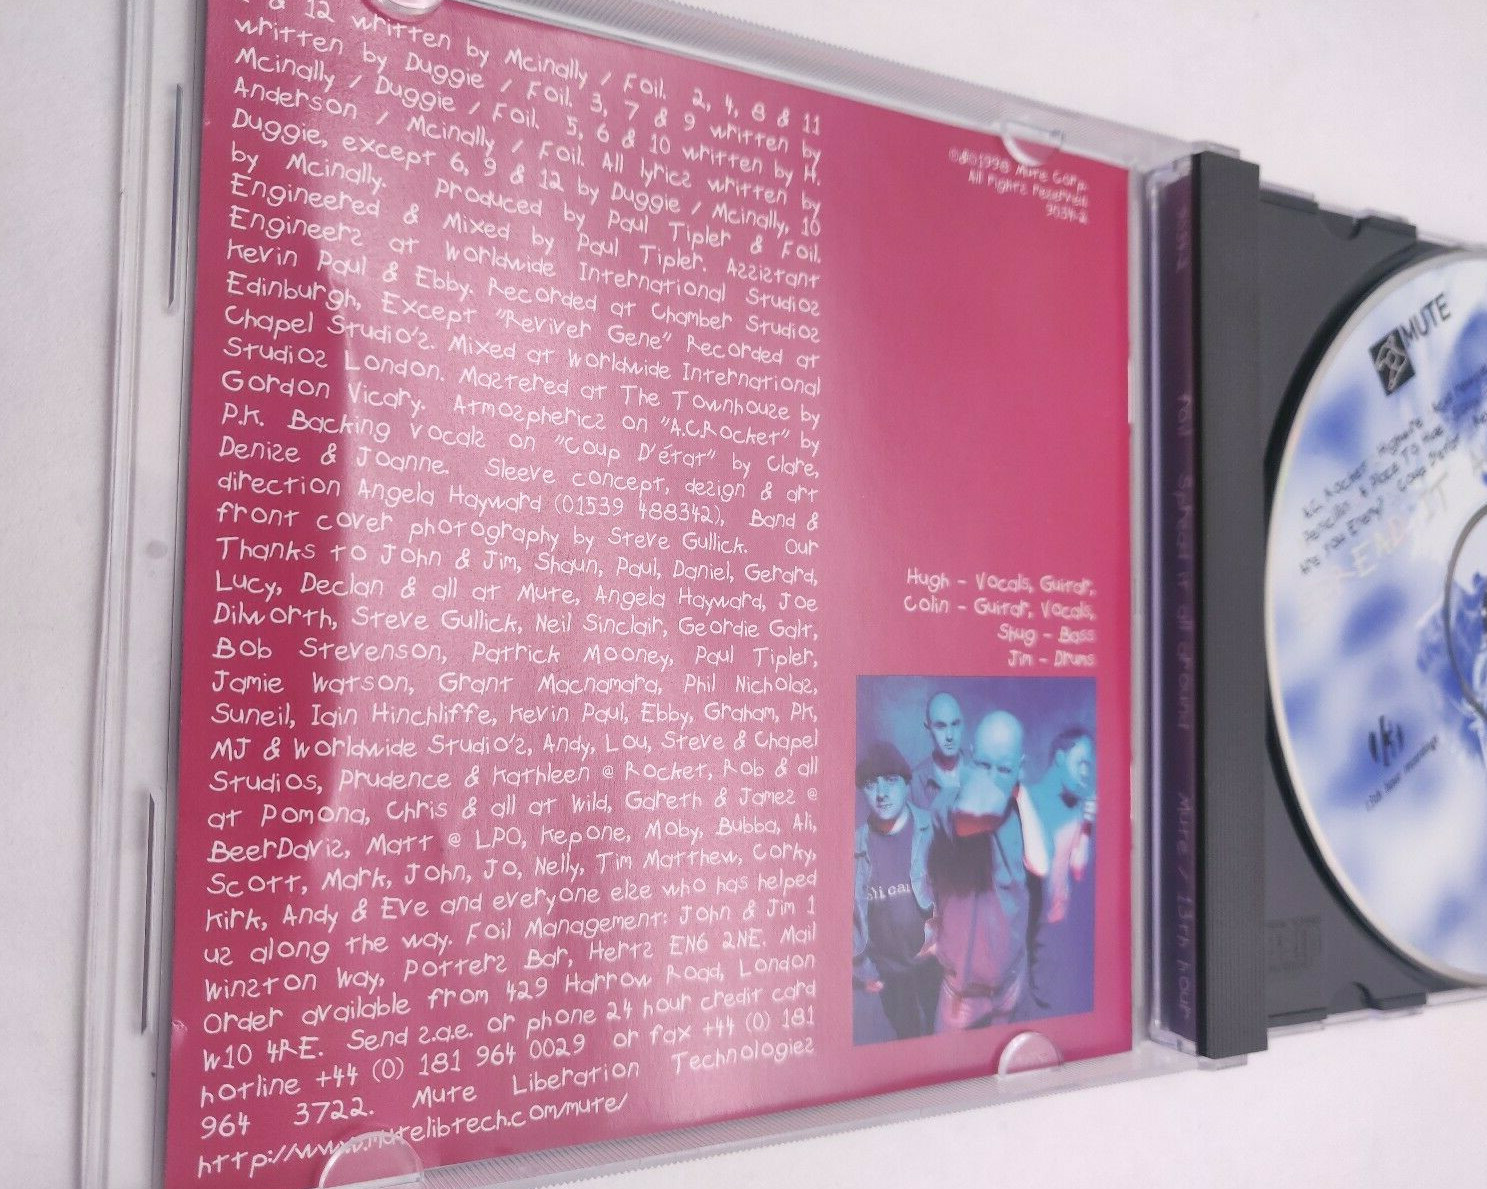 & 12 written by Mcinally / Foil. 2, 4, 8 & 11
written by Duggie / Foil. 3, 7 & 9 written by
Mcinally / Duggie / Foil. 5, 6 & 10 written by H.
Anderson / Mcinally / Foil. All lyrics written by
Duggie, except 6, 9 & 12 by Duggie / Mcinally, 10
by Mcinally. Produced by Paul Tipler & Foil.
Engineered & Mixed by Paul Tipler. Assistant
Engineers at Worldwide International Studios
Kevin Paul & Ebby. Recorded at Chamber Studios
Edinburgh, Except "Reviver Gene" Recorded at
Chapel Studio's. Mixed at Worldwide International
Studios London. Mastered at The Townhouse by
Gordon Vicary. Atmospherics on "A.C.Rocket" by
P.K. Backing Vocals on "Coup D'état" by Clare,
Denise & Joanne. Sleeve concept, design & art
direction Angela Hayward (01539 488342), Band &
front cover photography by Steve Gullick. Our
Thanks to John & Jim, Shaun, Paul, Daniel, Gerard,
Lucy, Declan & all at Mute, Angela Hayward, Joe
Dilworth, Steve Gullick, Neil Sinclair, Geordie Galt,
Bob Stevenson, Patrick Mooney, Paul Tipler,
Jamie Watson, Grant Macnamara, Phil Nicholas,
Suneil, Iain Hinchliffe, Kevin Paul, Ebby, Graham, PK,
MJ & Worldwide Studio's, Andy, Lou, Steve & Chapel
Studios, Prudence & Kathleen @ Rocket, Rob & all
at Pomona, Chris & all at Wild, Gareth & James @
BeerDavis, Matt @ LPO, Kepone, Moby, Bubba, Ali,
Scott, Mark, John, Jo, Nelly, Tim Matthew, Corky,
Kirk, Andy & Eve and everyone else who has helped
us along the way. Foil Management: John & Jim 1
Winston Way, Potters Bar, Herts EN6 2NE. Mail
Order available from 429 Harrow Road, London
W10 4RE. Send s.a.e. or phone 24 hour credit card
hotline +44 (0) 181 964 0029 or fax +44 (0) 181
964 3722. Mute Liberation Technologies
http://www.mutelibtech.com/mute/
©&℗1998 Mute Corp.
All rights reserved
9034-2
Hugh - Vocals, Guitar,
Colin - Guitar, Vocals,
Shug - Bass
Jim - Drums
foil Spread it all around Mute / 13th hour
MUTE
A.C. Rocket
A Place To Hide